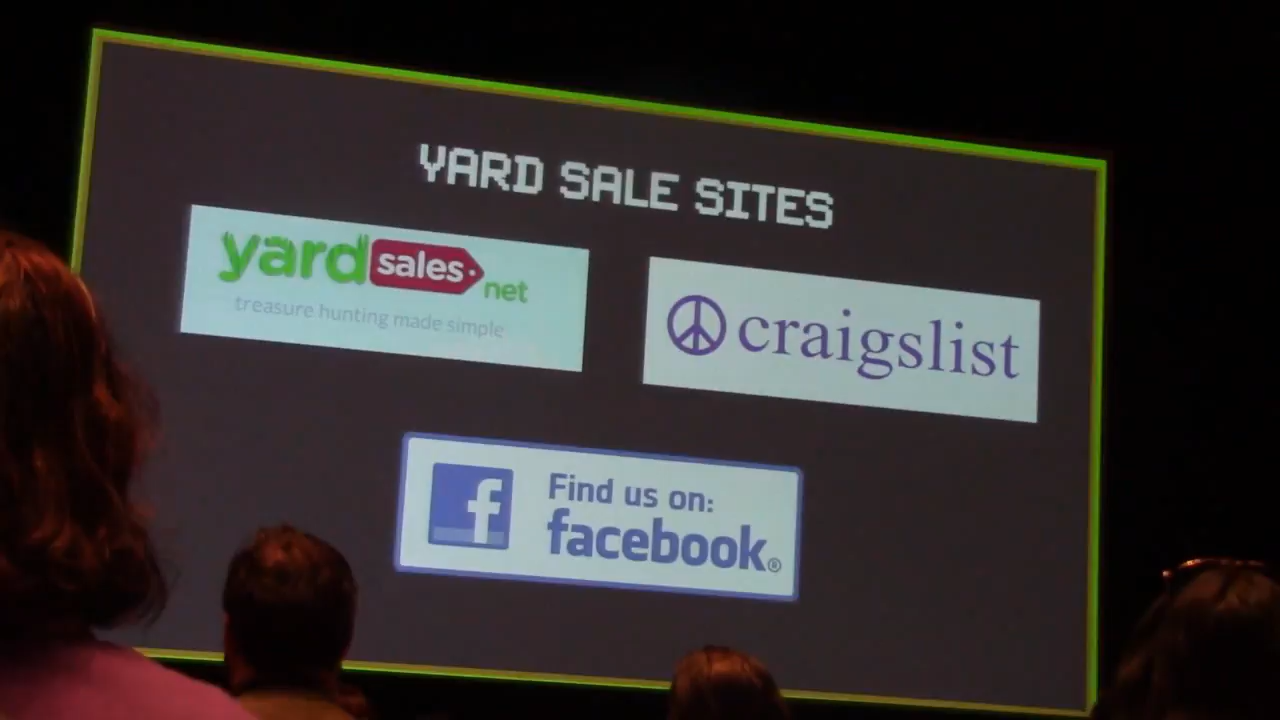 YARD SALE SITES
yard sales. net
treasure hunting made simple
craigslist
f
Find us on:
facebook®